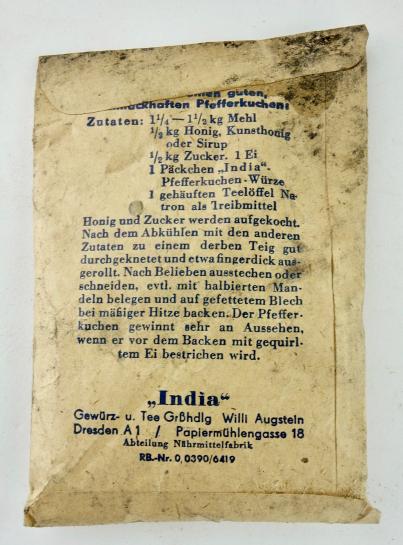 guten,
Pfefferkuchen:
Zutaten: 1¼—1½ kg Mehl
½ kg Honig, Kunsthonig
oder Sirup
½ kg Zucker. 1 Ei
1 Päckchen „India"-
Pfefferkuchen-Würze
1 gehäuften Teelöffel Na-
tron als Treibmittel
Honig und Zucker werden aufgekocht.
Nach dem Abkühlen mit den anderen
Zutaten zu einem derben Teig gut
durchgeknetet und etwa fingerdick aus-
gerollt. Nach Belieben ausstechen oder
schneiden, evtl. mit halbierten Man-
deln belegen und auf gefettetem Blech
bei mäßiger Hitze backen. Der Pfeffer-
kuchen gewinnt sehr an Aussehen,
wenn er vor dem Backen mit gequirl-
tem Ei bestrichen wird.
„India"
Gewürz- u. Tee Grßhdlg Willi Augstein
Dresden A 1 / Papiermühlengasse 18
Abteilung Nährmittelfabrik
RB.-Nr. 0,0390/6419